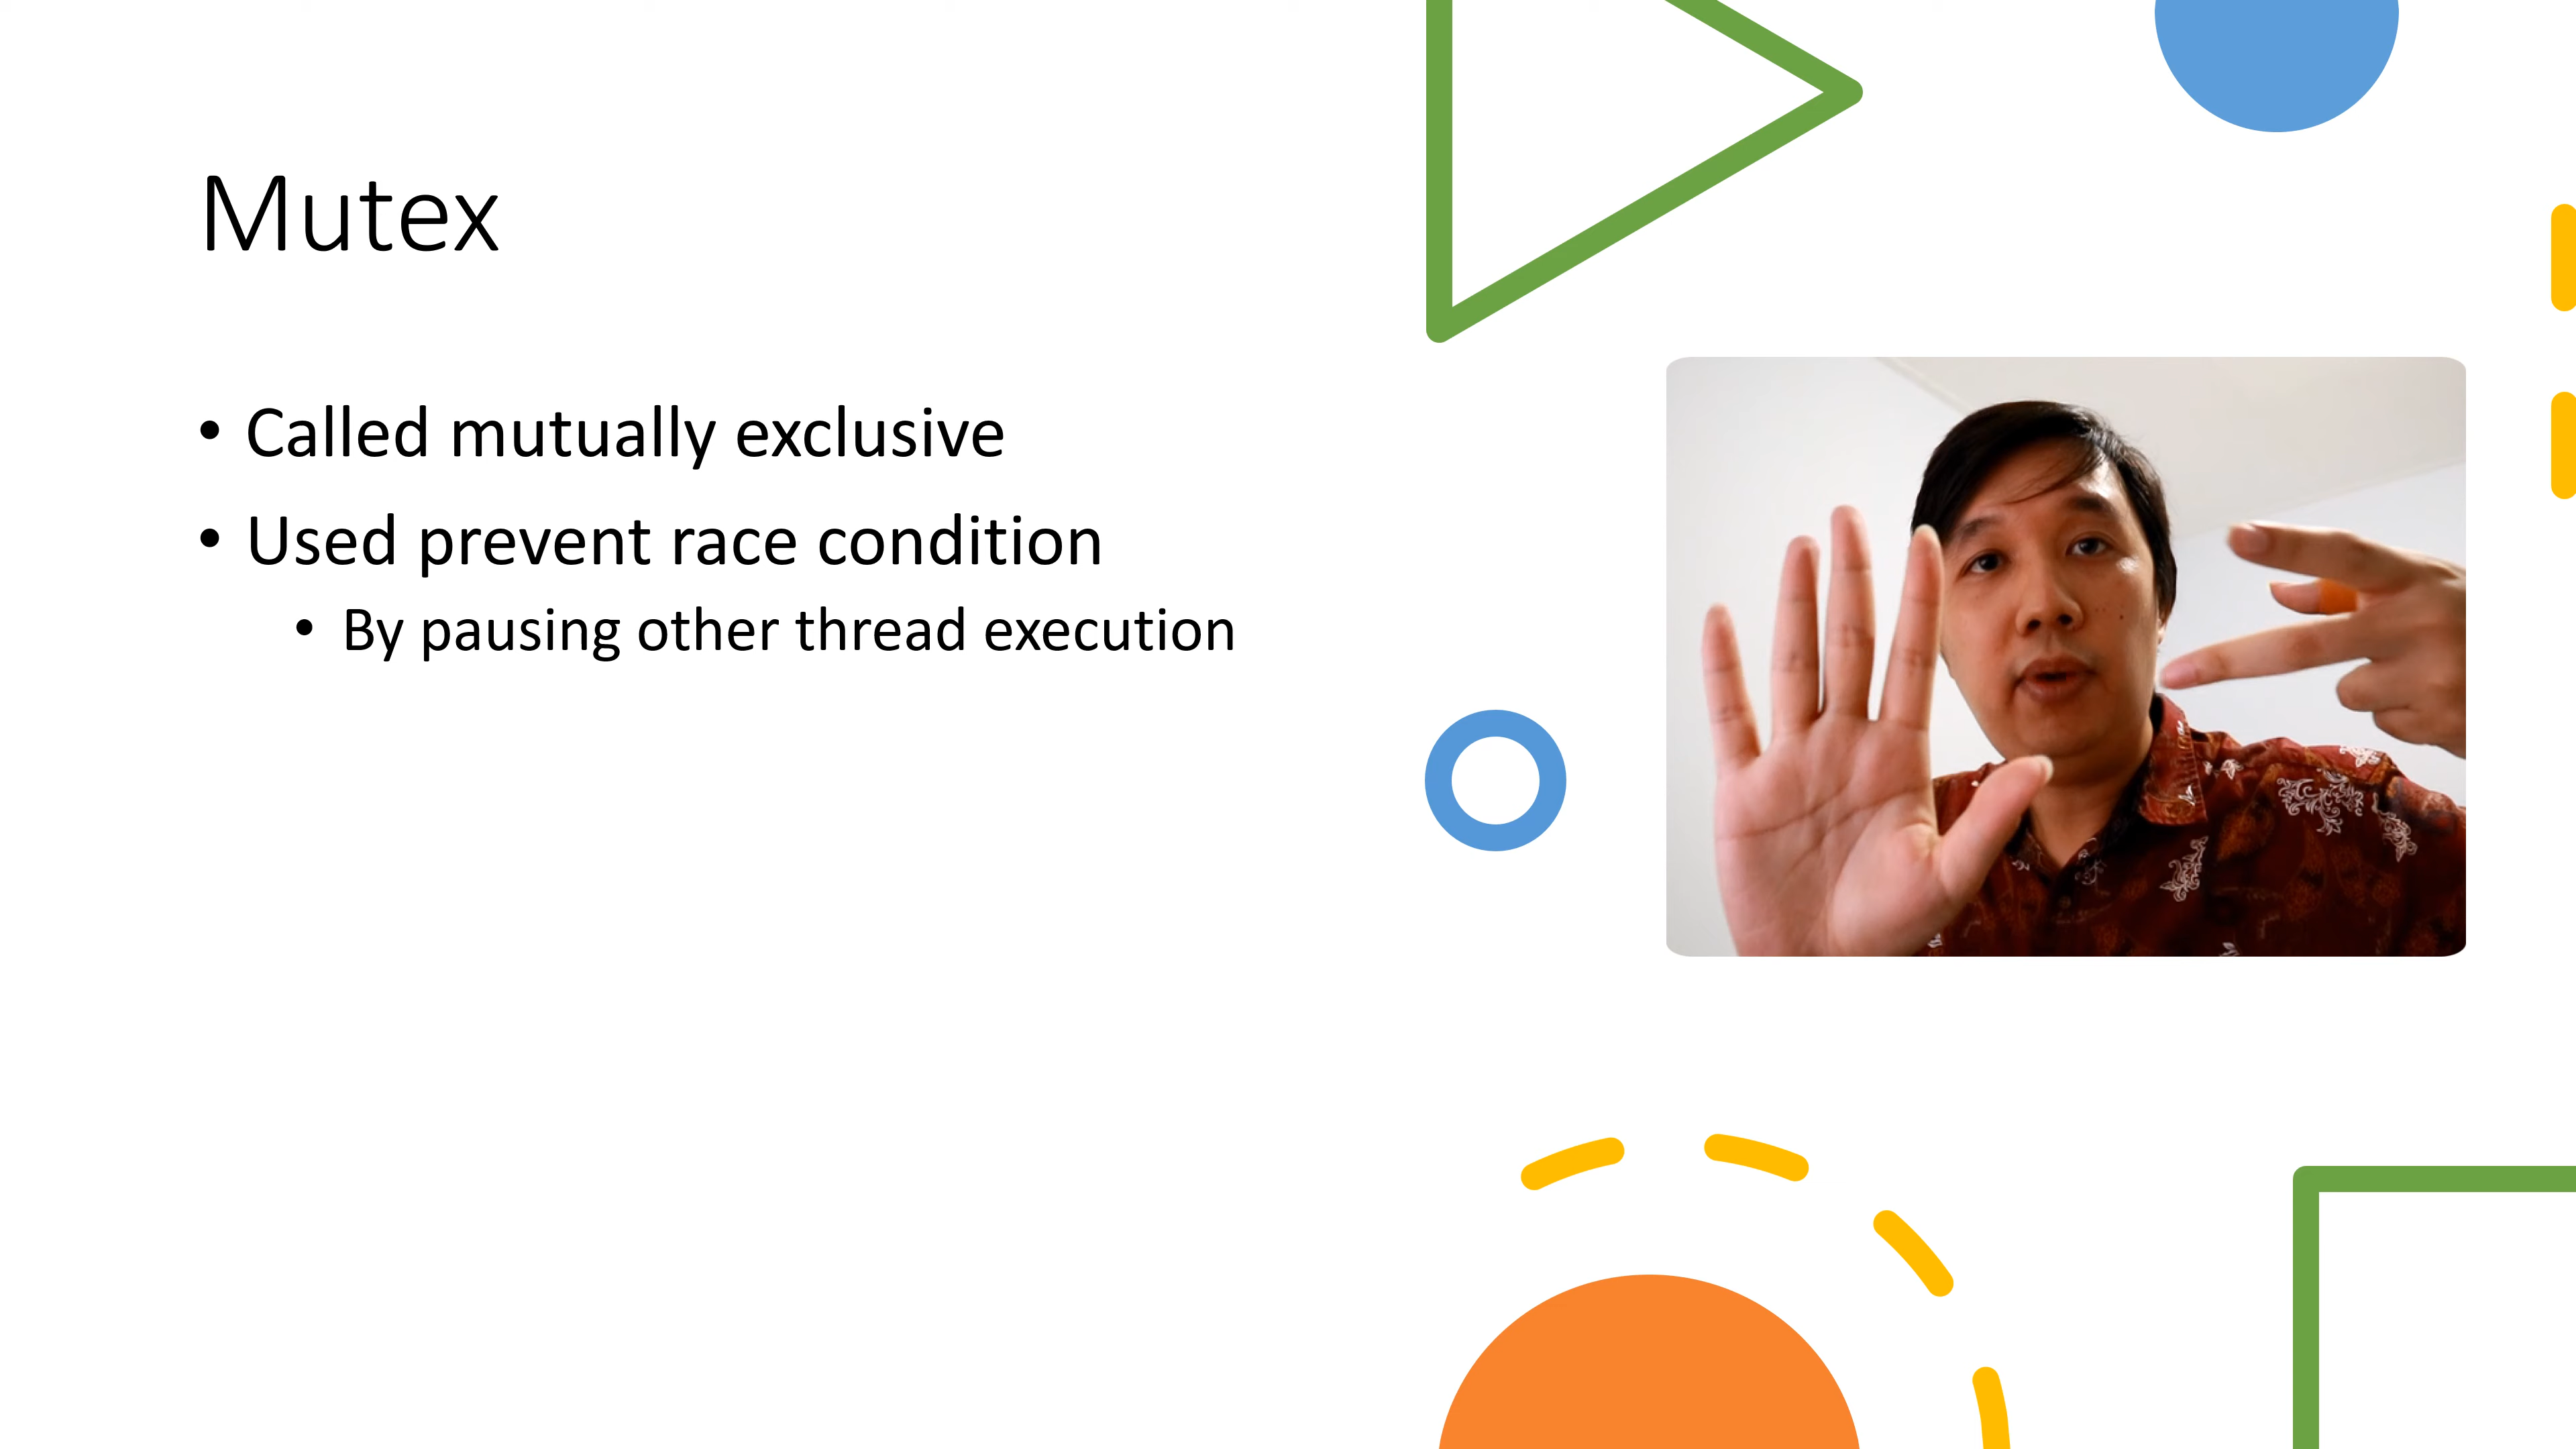 Mutex
• Called mutually exclusive
• Used prevent race condition
• By pausing other thread execution